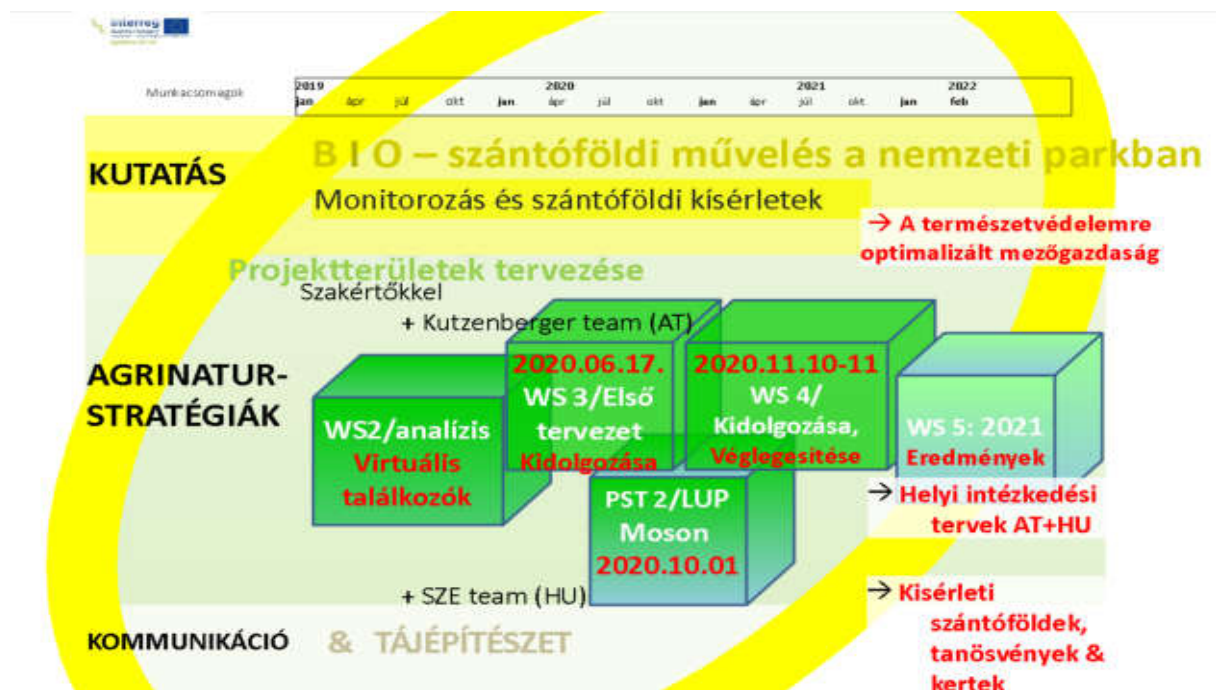 Interreg
Munkacsomagok
2019 2020 2021 2022
jan ápr júl okt jan ápr júl okt jan ápr júl okt jan feb
KUTATÁS
B I O – szántóföldi művelés a nemzeti parkban
Monitorozás és szántóföldi kísérletek
→ A természetvédelemre
optimalizált mezőgazdaság
Projektterületek tervezése
Szakértőkkel
+ Kutzenberger team (AT)
AGRINATUR-
STRATÉGIÁK
WS2/analízis
Virtuális
találkozók
2020.06.17.
WS 3/Első
tervezet
Kidolgozása
2020.11.10-11
WS 4/
Kidolgozása,
Véglegesítése
WS 5: 2021
Eredmények
PST 2/LUP
Moson
2020.10.01
→ Helyi intézkedési
tervek AT+HU
+ SZE team (HU)
→ Kisérleti
szántóföldek,
tanösvények &
kertek
KOMMUNIKÁCIÓ & TÁJÉPÍTÉSZET